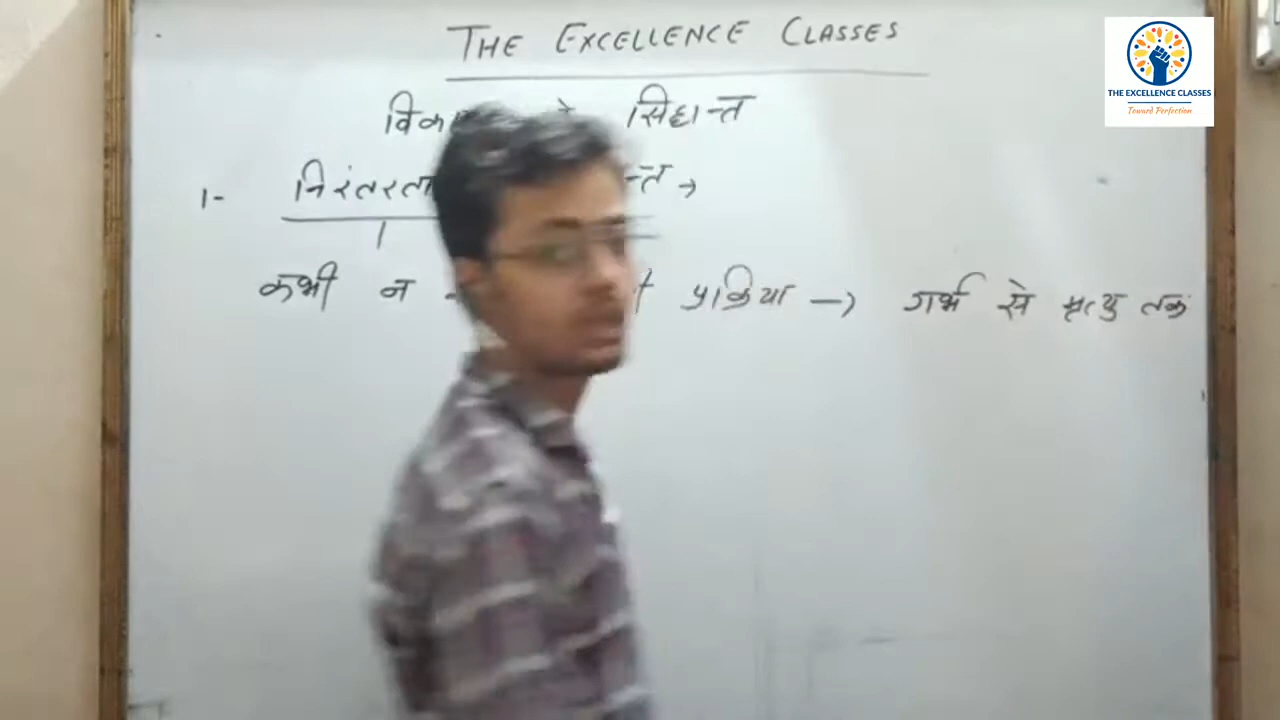 THE EXCELLENCE CLASSES
सिद्धान्त
1- निरंतरता →
कभी न प्रक्रिया → गर्भ से मृत्यु तक
THE EXCELLENCE CLASSES
Toward Perfection